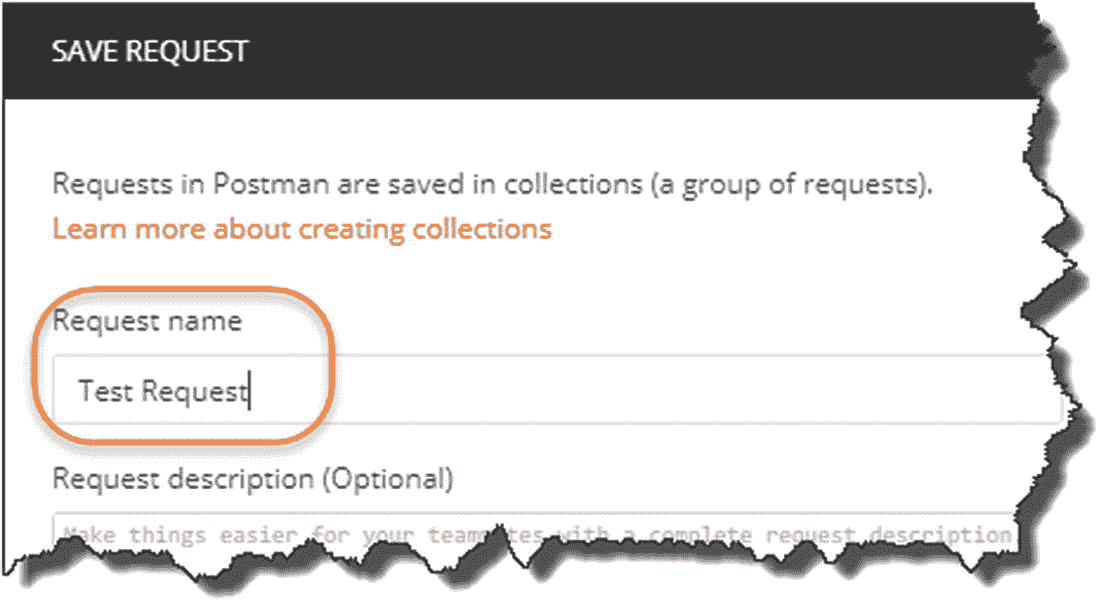 SAVE REQUEST
Requests in Postman are saved in collections (a group of requests).
Learn more about creating collections
Request name
Test Request
Request description (Optional)
Make things easier for your teammates with a complete request description